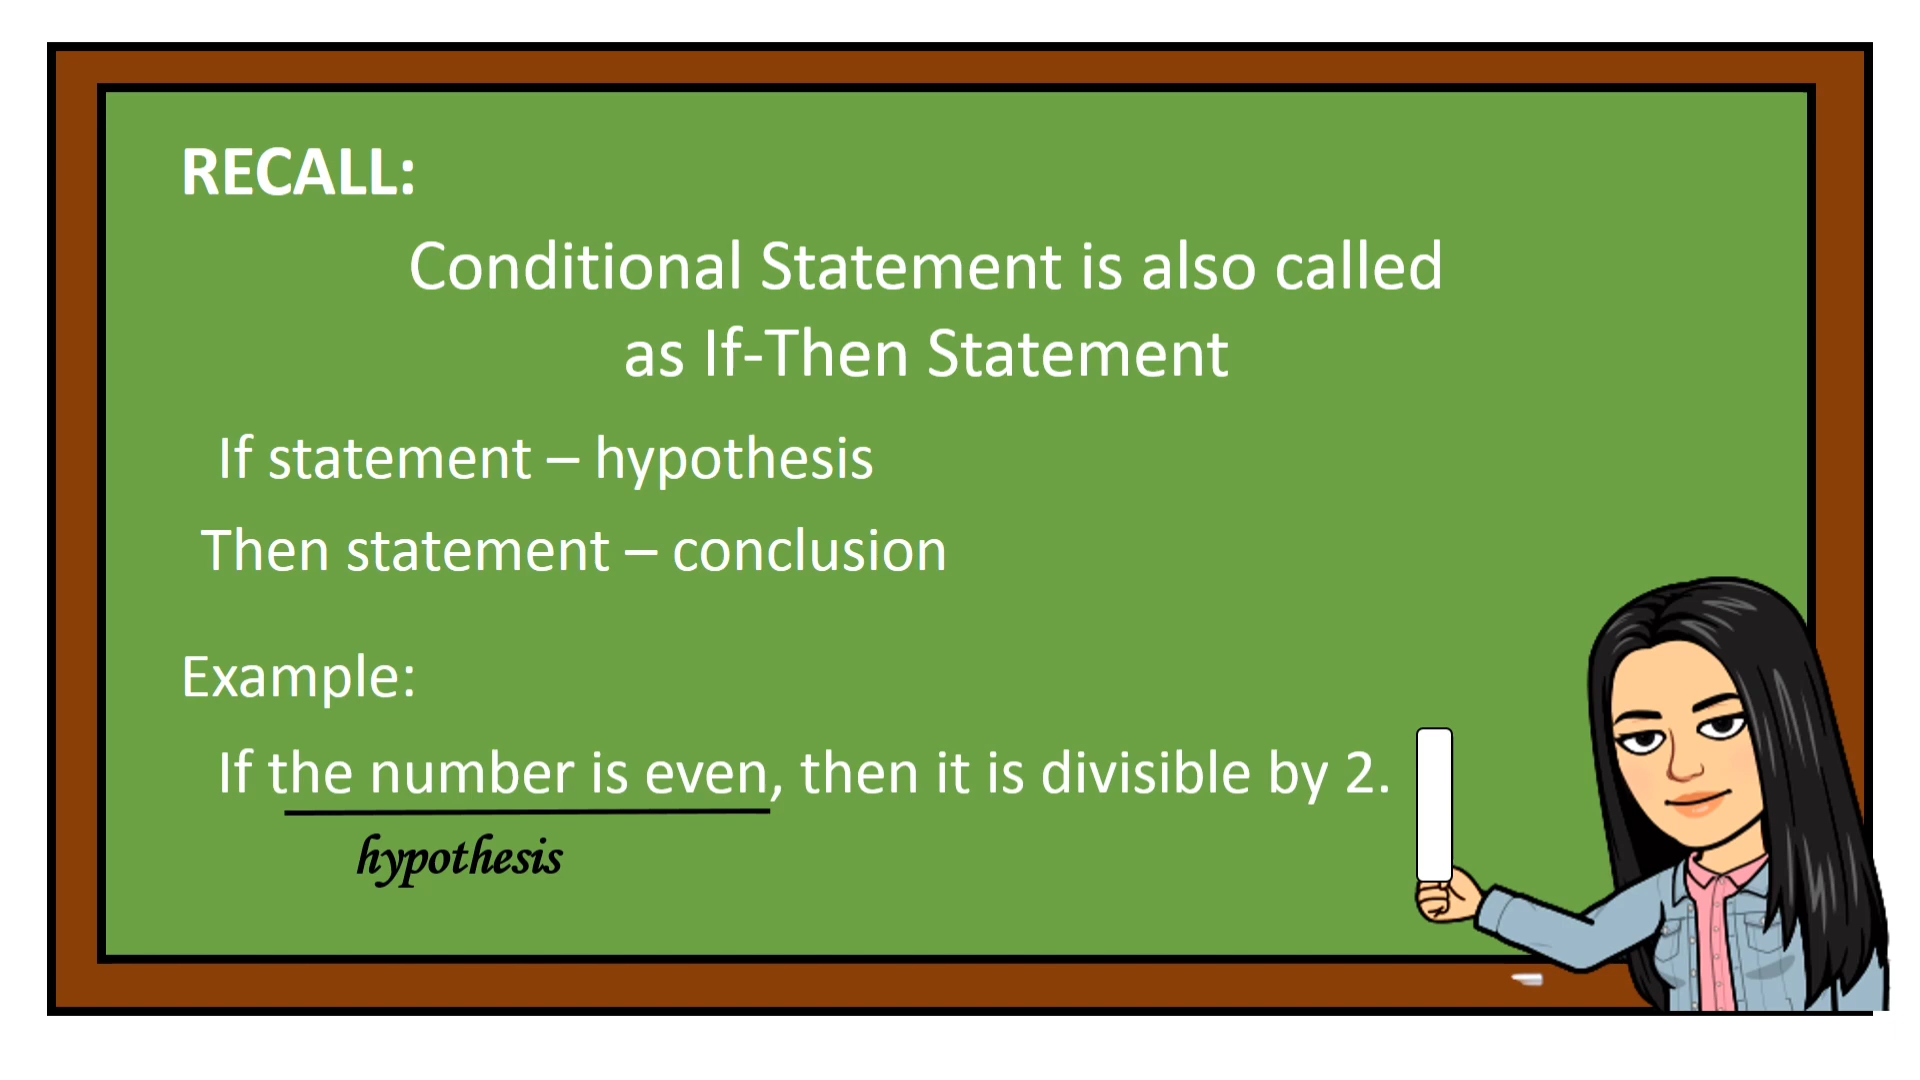 RECALL:
Conditional Statement is also called
as If-Then Statement
If statement – hypothesis
Then statement – conclusion
Example:
If the number is even, then it is divisible by 2.
hypothesis